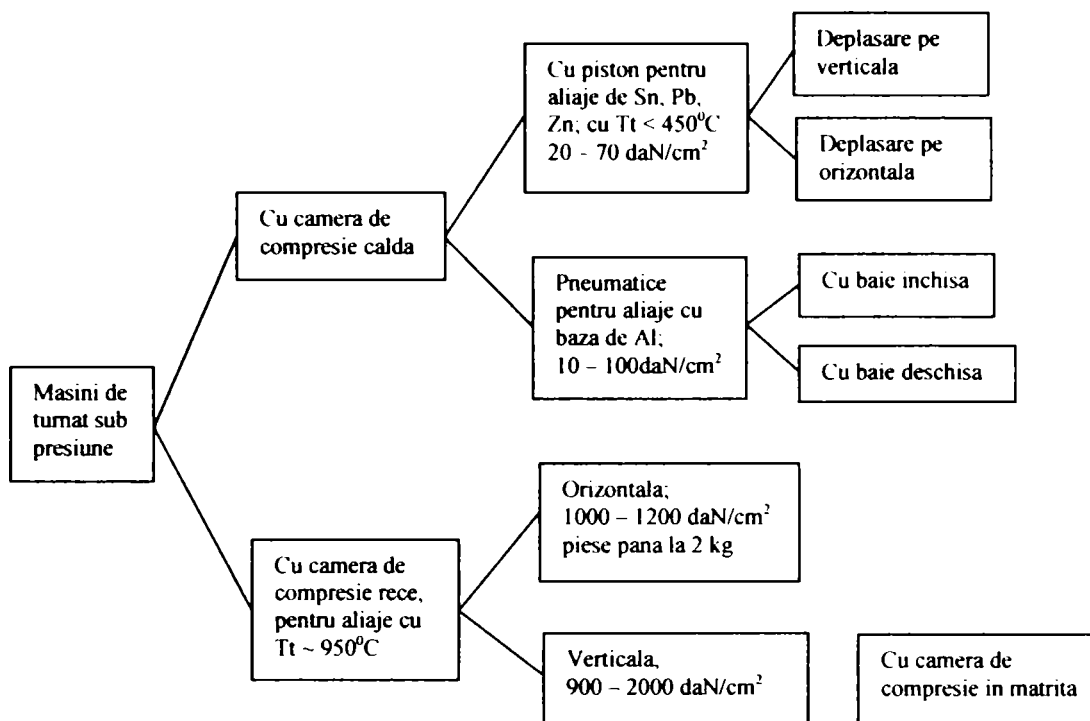 Masini de
turnat sub
presiune
Cu camera de
compresie calda
Cu piston pentru
aliaje de Sn, Pb,
Zn; cu Tt < 450⁰C
20 - 70 daN/cm²
Deplasare pe
verticala
Deplasare pe
orizontala
Pneumatice
pentru aliaje cu
baza de Al;
10 – 100daN/cm²
Cu baie inchisa
Cu baie deschisa
Cu camera de
compresie rece,
pentru aliaje cu
Tt ~ 950⁰C
Orizontala;
1000 – 1200 daN/cm²
piese pana la 2 kg
Verticala,
900 – 2000 daN/cm²
Cu camera de
compresie in matrita